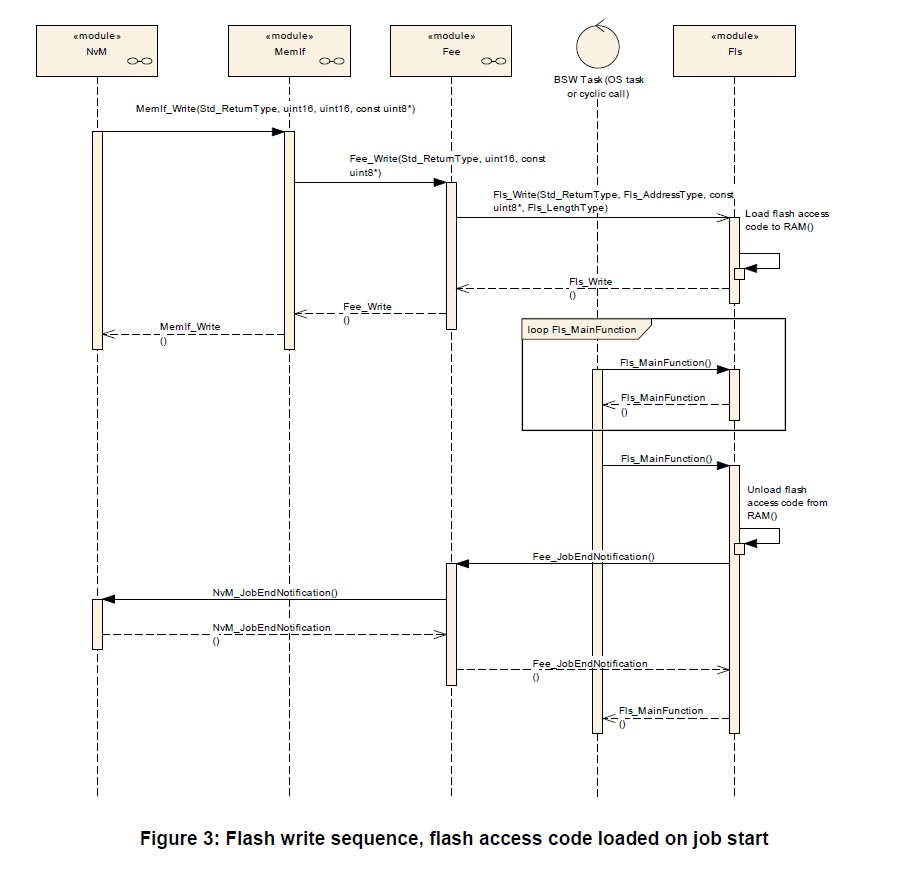 «module»
NvM
«module»
MemIf
«module»
Fee
BSW Task (OS task
or cyclic call)
«module»
Fls
MemIf_Write(Std_ReturnType, uint16, uint16, const uint8*)
Fee_Write(Std_ReturnType, uint16, const
uint8*)
Fls_Write(Std_ReturnType, Fls_AddressType, const
uint8*, Fls_LengthType)
Load flash access
code to RAM()
Fls_Write
()
Fee_Write
()
MemIf_Write
()
loop Fls_MainFunction
Fls_MainFunction()
Fls_MainFunction
()
Fls_MainFunction()
Unload flash
access code from
RAM()
Fee_JobEndNotification()
NvM_JobEndNotification()
NvM_JobEndNotification
()
Fee_JobEndNotification
()
Fls_MainFunction
()
Figure 3: Flash write sequence, flash access code loaded on job start